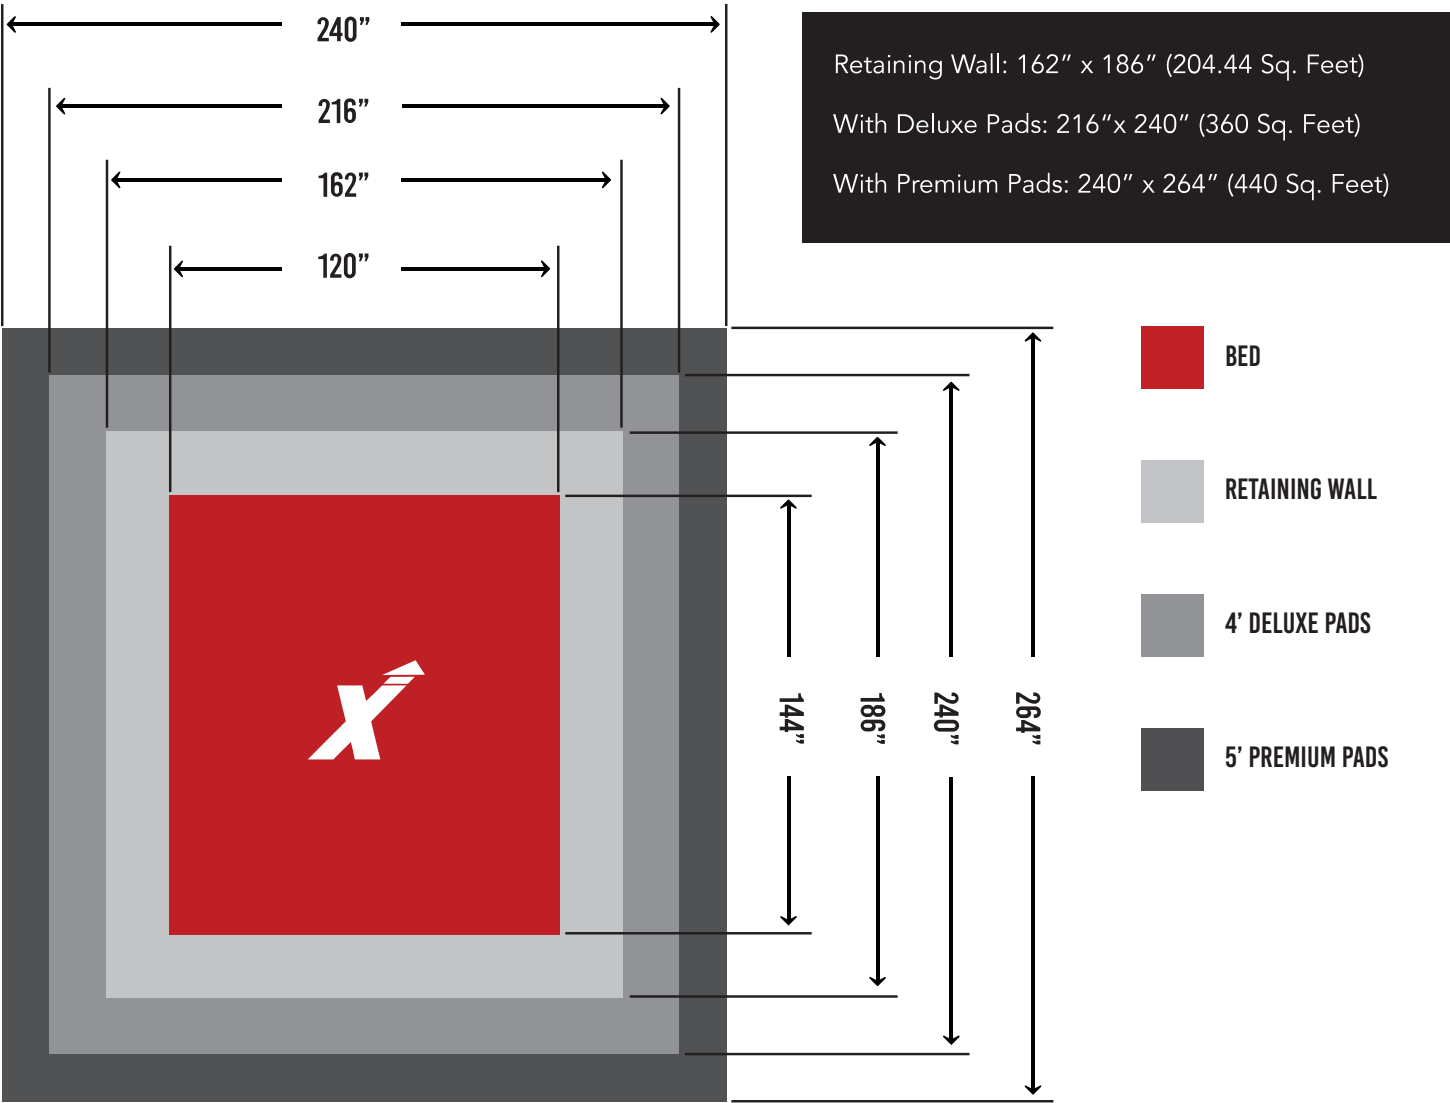 240”
216”
162”
120”
Retaining Wall: 162” x 186” (204.44 Sq. Feet)
With Deluxe Pads: 216“x 240” (360 Sq. Feet)
With Premium Pads: 240” x 264” (440 Sq. Feet)
BED
RETAINING WALL
4’ DELUXE PADS
5’ PREMIUM PADS
144”
186”
240”
264”
X